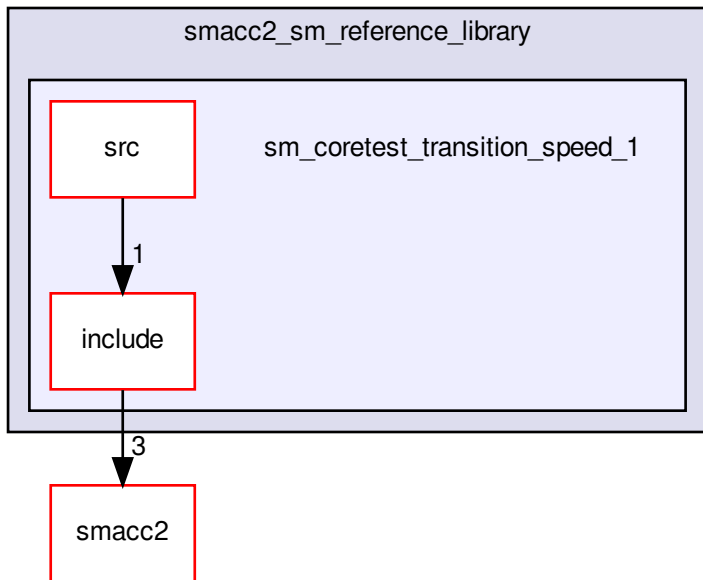 smacc2_sm_reference_library
src
sm_coretest_transition_speed_1
1
include
3
smacc2